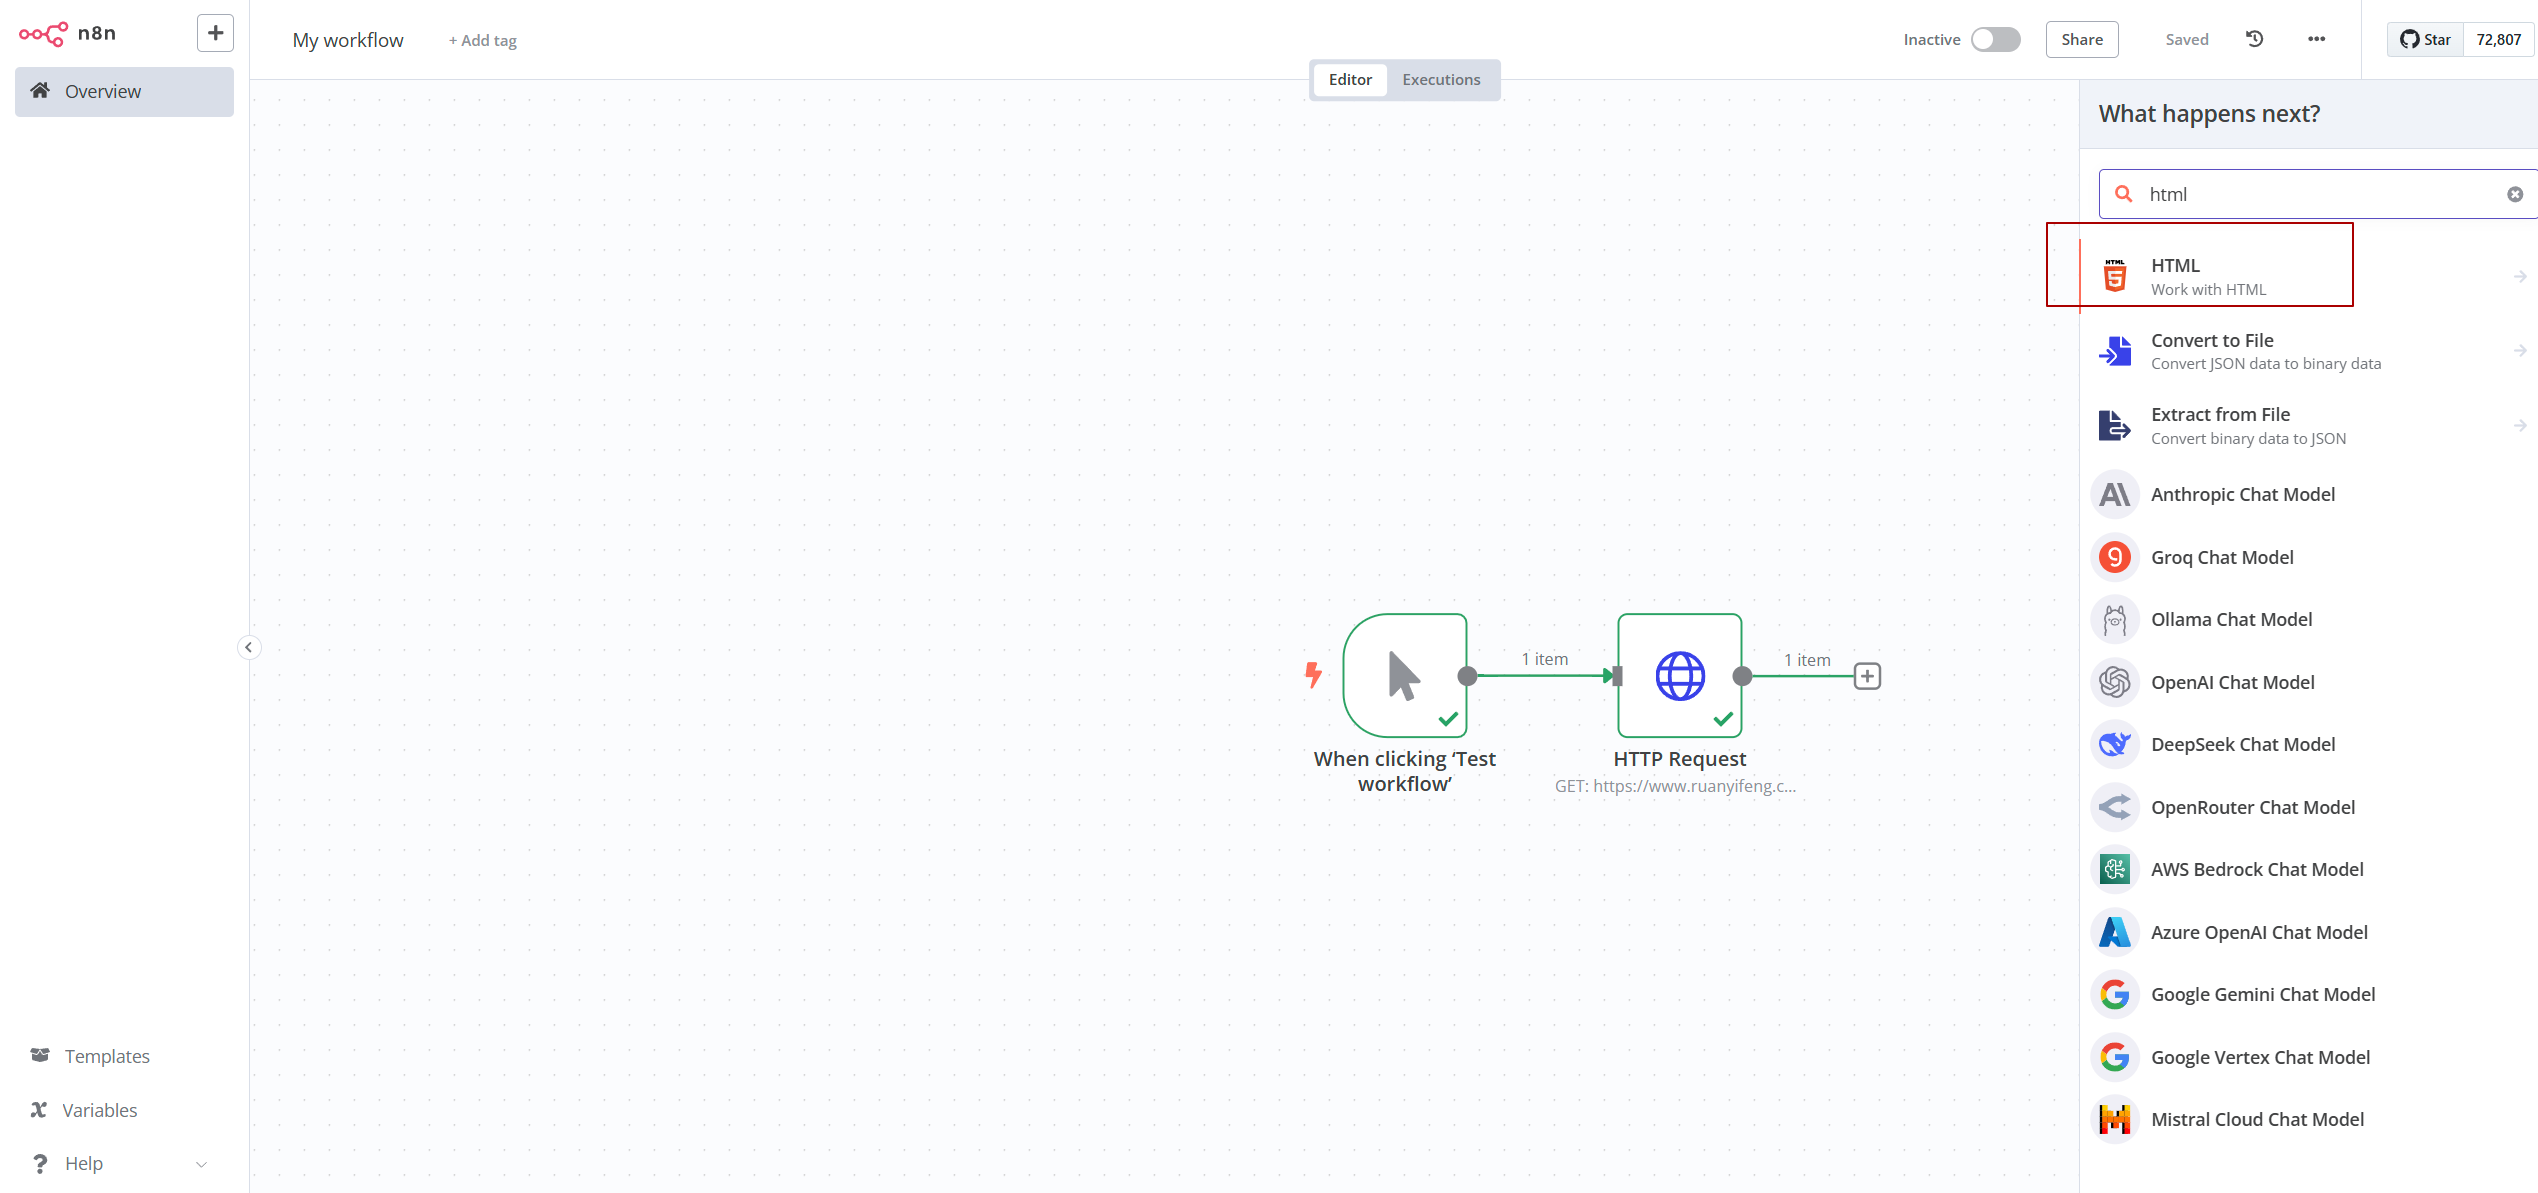 n8n
Overview
My workflow
+ Add tag
Inactive
Share
Saved
Star
72,807
Editor
Executions
What happens next?
html
HTML
HTML
Work with HTML
Convert to File
Convert JSON data to binary data
Extract from File
Convert binary data to JSON
Anthropic Chat Model
Groq Chat Model
Ollama Chat Model
OpenAI Chat Model
DeepSeek Chat Model
OpenRouter Chat Model
AWS Bedrock Chat Model
Azure OpenAI Chat Model
Google Gemini Chat Model
Google Vertex Chat Model
Mistral Cloud Chat Model
1 item
1 item
When clicking ‘Test
workflow’
HTTP Request
GET: https://www.ruanyifeng.c...
Templates
Variables
Help